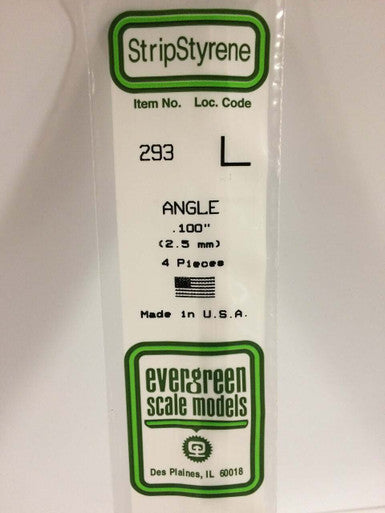 StripStyrene
Item No. Loc. Code
293 L
ANGLE
.100"
(2.5 mm)
4 Pieces
Made in U.S.A.
evergreen
scale models
Des Plaines, IL 60018